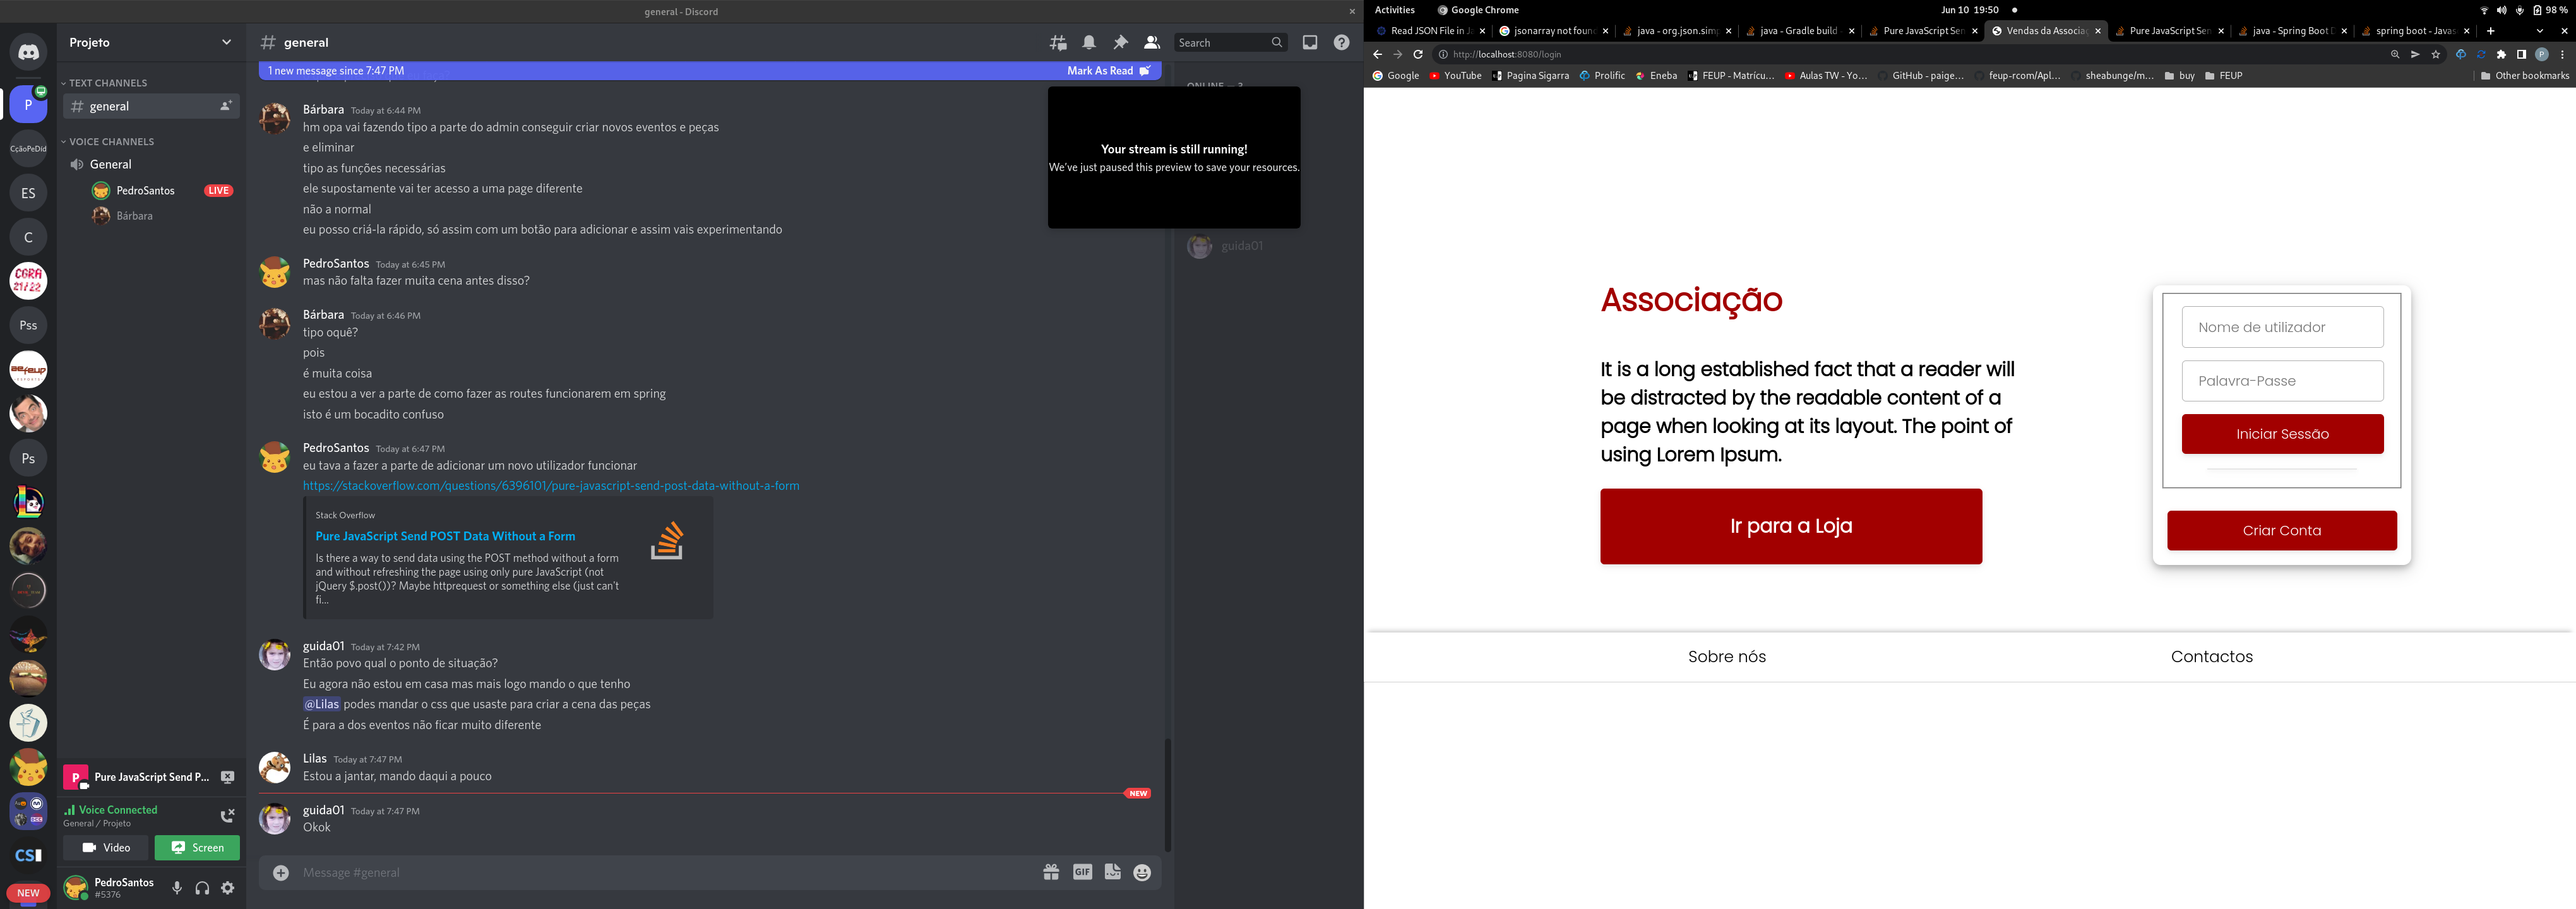 general - Discord
Projeto
TEXT CHANNELS
general
VOICE CHANNELS
General
PedroSantos LIVE
Bárbara
P
CçãoPeDid
ES
C
CGRA
21/22
Pss
aefeup
Ps
CSI
NEW
Pure JavaScript Send P...
Voice Connected
General / Projeto
Video
Screen
PedroSantos
#5376
general
Search
1 new message since 7:47 PM
Mark As Read
Bárbara Today at 6:44 PM
hm opa vai fazendo tipo a parte do admin conseguir criar novos eventos e peças
e eliminar
tipo as funções necessárias
ele supostamente vai ter acesso a uma page diferente
não a normal
eu posso criá-la rápido, só assim com um botão para adicionar e assim vais experimentando
PedroSantos Today at 6:45 PM
mas não falta fazer muita cena antes disso?
Bárbara Today at 6:46 PM
tipo oquê?
pois
é muita coisa
eu estou a ver a parte de como fazer as routes funcionarem em spring
isto é um bocadito confuso
PedroSantos Today at 6:47 PM
eu tava a fazer a parte de adicionar um novo utilizador funcionar
https://stackoverflow.com/questions/6396101/pure-javascript-send-post-data-without-a-form
Stack Overflow
Pure JavaScript Send POST Data Without a Form
Is there a way to send data using the POST method without a form
and without refreshing the page using only pure JavaScript (not
jQuery $.post())? Maybe httprequest or something else (just can't
fi...
guida01 Today at 7:42 PM
Então povo qual o ponto de situação?
Eu agora não estou em casa mas mais logo mando o que tenho
@Lilas podes mandar o css que usaste para criar a cena das peças
É para a dos eventos não ficar muito diferente
Lilas Today at 7:47 PM
Estou a jantar, mando daqui a pouco
NEW
guida01 Today at 7:47 PM
Okok
Message #general
GIF
Your stream is still running!
We've just paused this preview to save your resources.
guida01
Activities
Google Chrome
Jun 10 19:50
98 %
Read JSON File in Ja
jsonarray not foun
java - org.json.simp
java - Gradle build
Pure JavaScript Sen
Vendas da Associaç
Pure JavaScript Sen
java - Spring Boot D
spring boot - Javas
http://localhost:8080/login
P
Google
YouTube
Pagina Sigarra
Prolific
Eneba
FEUP - Matrícu...
Aulas TW - Yo...
GitHub - paige...
feup-rcom/Apl...
sheabunge/m...
buy
FEUP
Other bookmarks
Associação
It is a long established fact that a reader will
be distracted by the readable content of a
page when looking at its layout. The point of
using Lorem Ipsum.
Ir para a Loja
Nome de utilizador
Palavra-Passe
Iniciar Sessão
Criar Conta
Sobre nós
Contactos